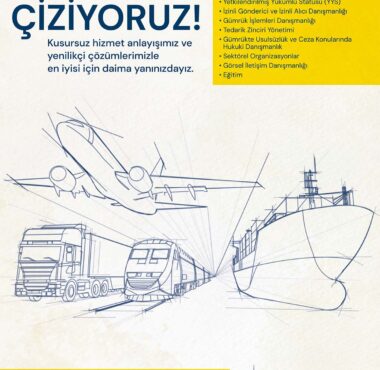 ÇİZİYORUZ!
Kusursuz hizmet anlayışımız ve
yenilikçi çözümlerimizle
en iyisi için daima yanınızdayız.
• Yetkilendirilmiş Yükümlü Statüsü (YYS)
• İzinli Gönderici ve İzinli Alıcı Danışmanlığı
• Gümrük İşlemleri Danışmanlığı
• Tedarik Zinciri Yönetimi
• Gümrükte Usulsüzlük ve Ceza Konularında
Hukuki Danışmanlık
• Sektörel Organizasyonlar
• Görsel İletişim Danışmanlığı
• Eğitim